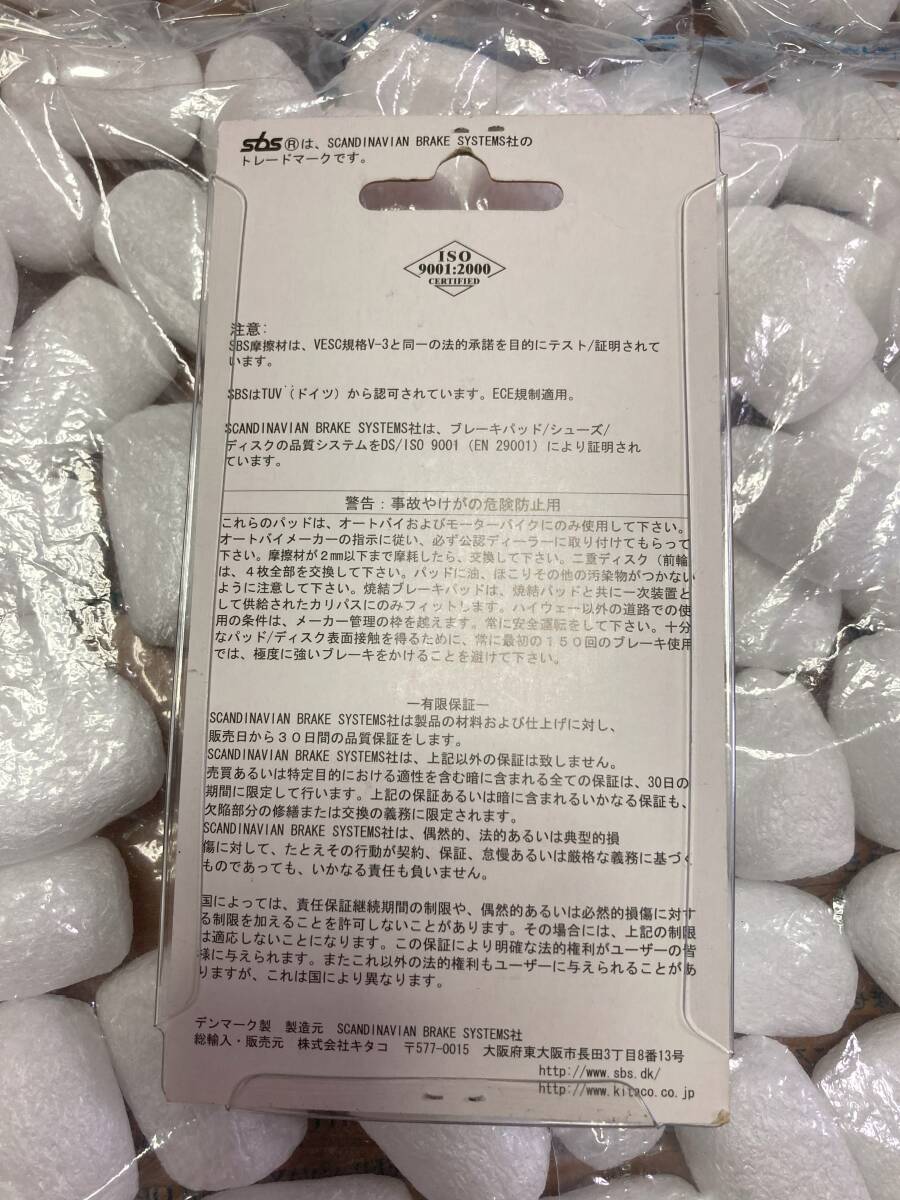 sbs®は、SCANDINAVIAN BRAKE SYSTEMS社の
トレードマークです。
ISO
9001:2000
CERTIFIED
注意:
SBS摩擦材は、VESC規格V-3と同一の法的承諾を目的にテスト/証明されて
います。
SBSはTUV（ドイツ）から認可されています。ECE規制適用。
SCANDINAVIAN BRAKE SYSTEMS社は、ブレーキパッド/シューズ/
ディスクの品質システムをDS/ISO 9001（EN 29001）により証明され
ています。
警告：事故やけがの危険防止用
これらのパッドは、オートバイおよびモーターバイクにのみ使用して下さい。
オートバイメーカーの指示に従い、必ず公認ディーラーに取り付けてもらって
下さい。摩擦材が２㎜以下まで摩耗したら、交換して下さい。二重ディスク（前輪
は、４枚全部を交換して下さい。パッドに油、ほこりその他の汚染物がつかない
ように注意して下さい。焼結ブレーキパッドは、焼結パッドと共に一次装置と
して供給されたカリパスにのみフィットします。ハイウェー以外の道路での使
用の条件は、メーカー管理の枠を越えます。常に安全運転をして下さい。十分
なパッド/ディスク表面接触を得るために、常に最初の１５０回のブレーキ使用
では、極度に強いブレーキをかけることを避けて下さい。
―有限保証―
SCANDINAVIAN BRAKE SYSTEMS社は製品の材料および仕上げに対し、
販売日から３０日間の品質保証をします。
SCANDINAVIAN BRAKE SYSTEMS社は、上記以外の保証は致しません。
売買あるいは特定目的における適性を含む暗に含まれる全ての保証は、30日の
期間に限定して行います。上記の保証あるいは暗に含まれるいかなる保証も、
欠陥部分の修繕または交換の義務に限定されます。
SCANDINAVIAN BRAKE SYSTEMS社は、偶然的、法的あるいは典型的損
傷に対して、たとえその行動が契約、保証、怠慢あるいは厳格な義務に基づく
ものであっても、いかなる責任も負いません。
国によっては、責任保証継続期間の制限や、偶然的あるいは必然的損傷に対す
る制限を加えることを許可しないことがあります。その場合には、上記の制限
は適応しないことになります。この保証により明確な法的権利がユーザーの皆
様に与えられます。またこれ以外の法的権利もユーザーに与えられることがあ
りますが、これは国により異なります。
デンマーク製 製造元 SCANDINAVIAN BRAKE SYSTEMS社
総輸入・販売元 株式会社キタコ 〒577-0015 大阪府東大阪市長田3丁目8番13号
http://www.sbs.dk/
http://www.kitaco.co.jp